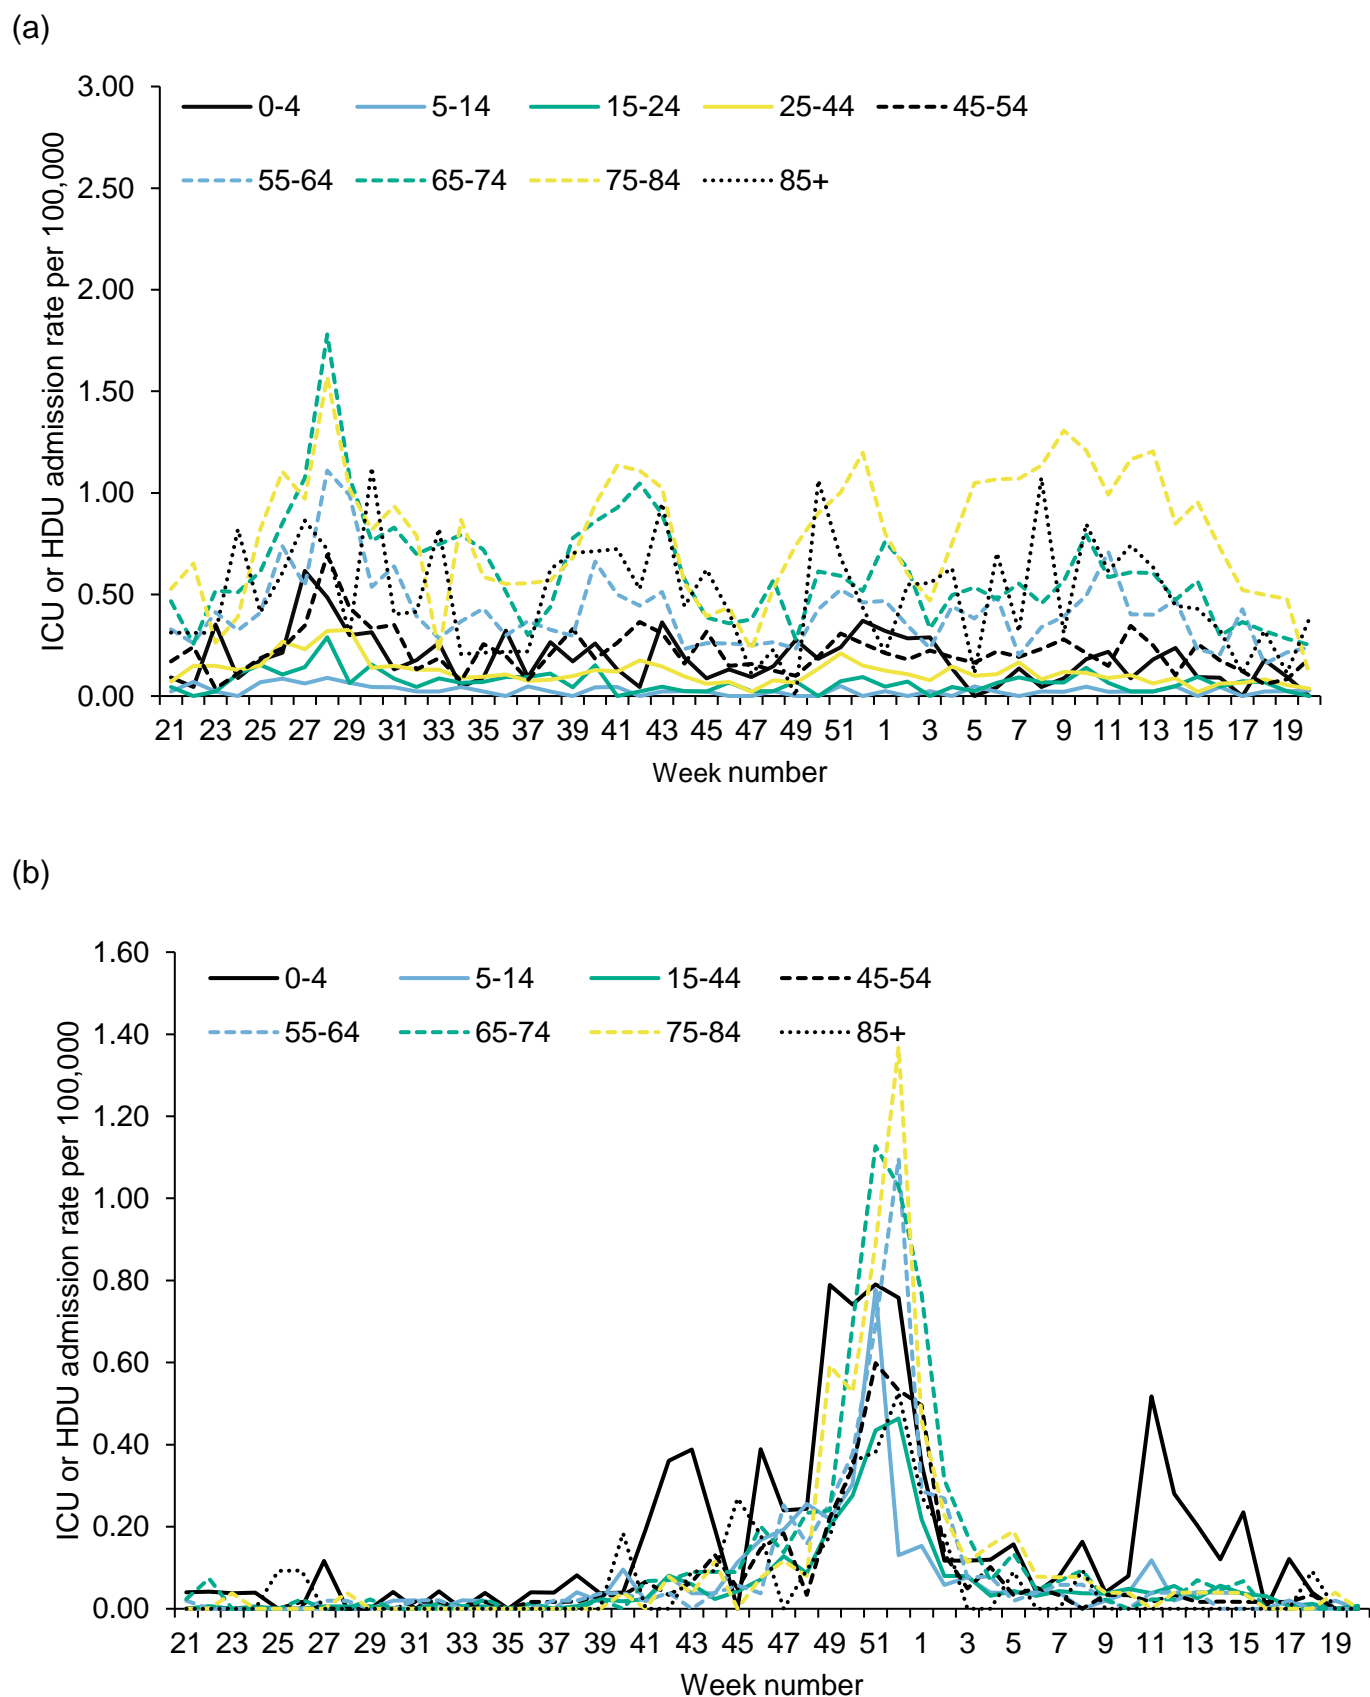 (a)
ICU or HDU admission rate per 100,000
3.00
2.50
2.00
1.50
1.00
0.50
0.00
0-4 5-14 15-24 25-44 45-54
55-64 65-74 75-84 85+
21 23 25 27 29 31 33 35 37 39 41 43 45 47 49 51 1 3 5 7 9 11 13 15 17 19
Week number
(b)
ICU or HDU admission rate per 100,000
1.60
1.40
1.20
1.00
0.80
0.60
0.40
0.20
0.00
0-4 5-14 15-44 45-54
55-64 65-74 75-84 85+
21 23 25 27 29 31 33 35 37 39 41 43 45 47 49 51 1 3 5 7 9 11 13 15 17 19
Week number